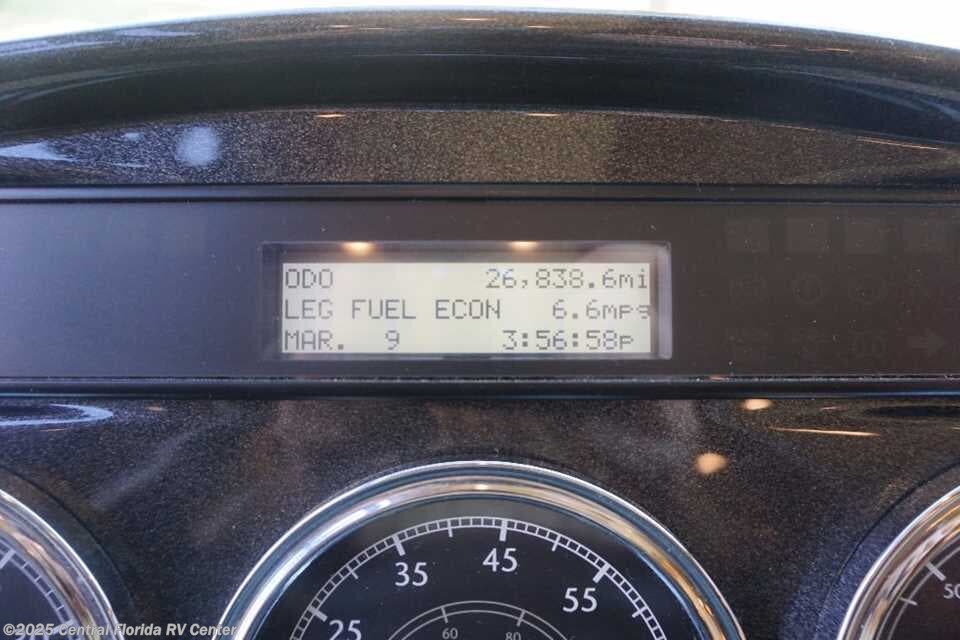 ODO 26,838.6mi
LEG FUEL ECON 6.6mpg
MAR. 9 3:56:58p
25 35 45 55
60 80
©2025 Central Florida RV Center